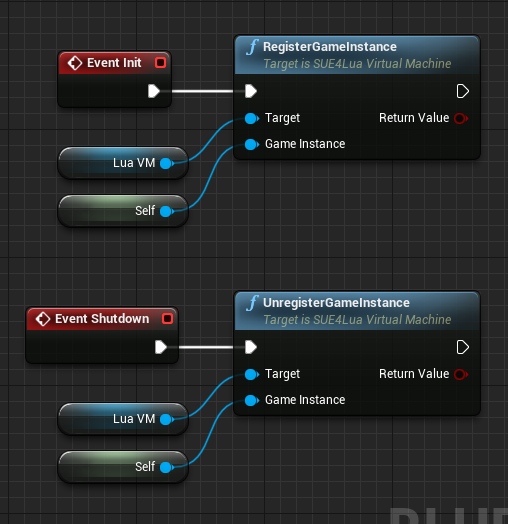 RegisterGameInstance
Event Init
Target is SUE4Lua Virtual Machine
Target
Return Value
Lua VM
Game Instance
Self
UnregisterGameInstance
Event Shutdown
Target is SUE4Lua Virtual Machine
Target
Return Value
Lua VM
Game Instance
Self